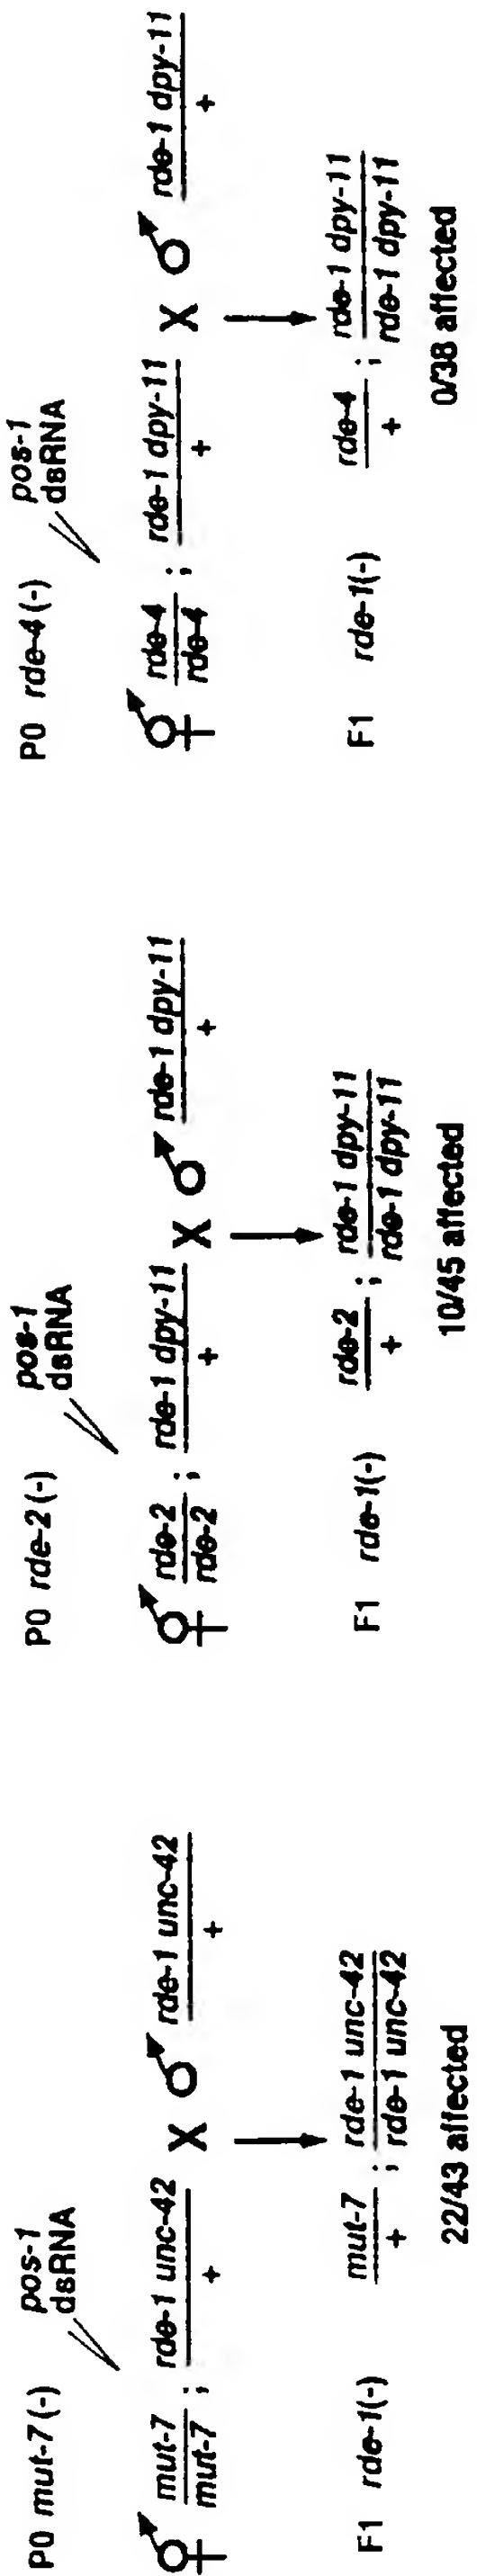 P0 mut-7 (-)
pos-1
dsRNA
mut-7 ; rde-1 unc-42 X rde-1 unc-42
mut-7 + +
F1 rde-1(-) mut-7 ; rde-1 unc-42
+ rde-1 unc-42
22/43 affected
P0 rde-2 (-)
pos-1
dsRNA
rde-2 ; rde-1 dpy-11 X rde-1 dpy-11
rde-2 + +
F1 rde-1(-) rde-2 ; rde-1 dpy-11
+ rde-1 dpy-11
10/45 affected
P0 rde-4 (-)
pos-1
dsRNA
rde-4 ; rde-1 dpy-11 X rde-1 dpy-11
rde-4 + +
F1 rde-1(-) rde-4 ; rde-1 dpy-11
+ rde-1 dpy-11
0/38 affected